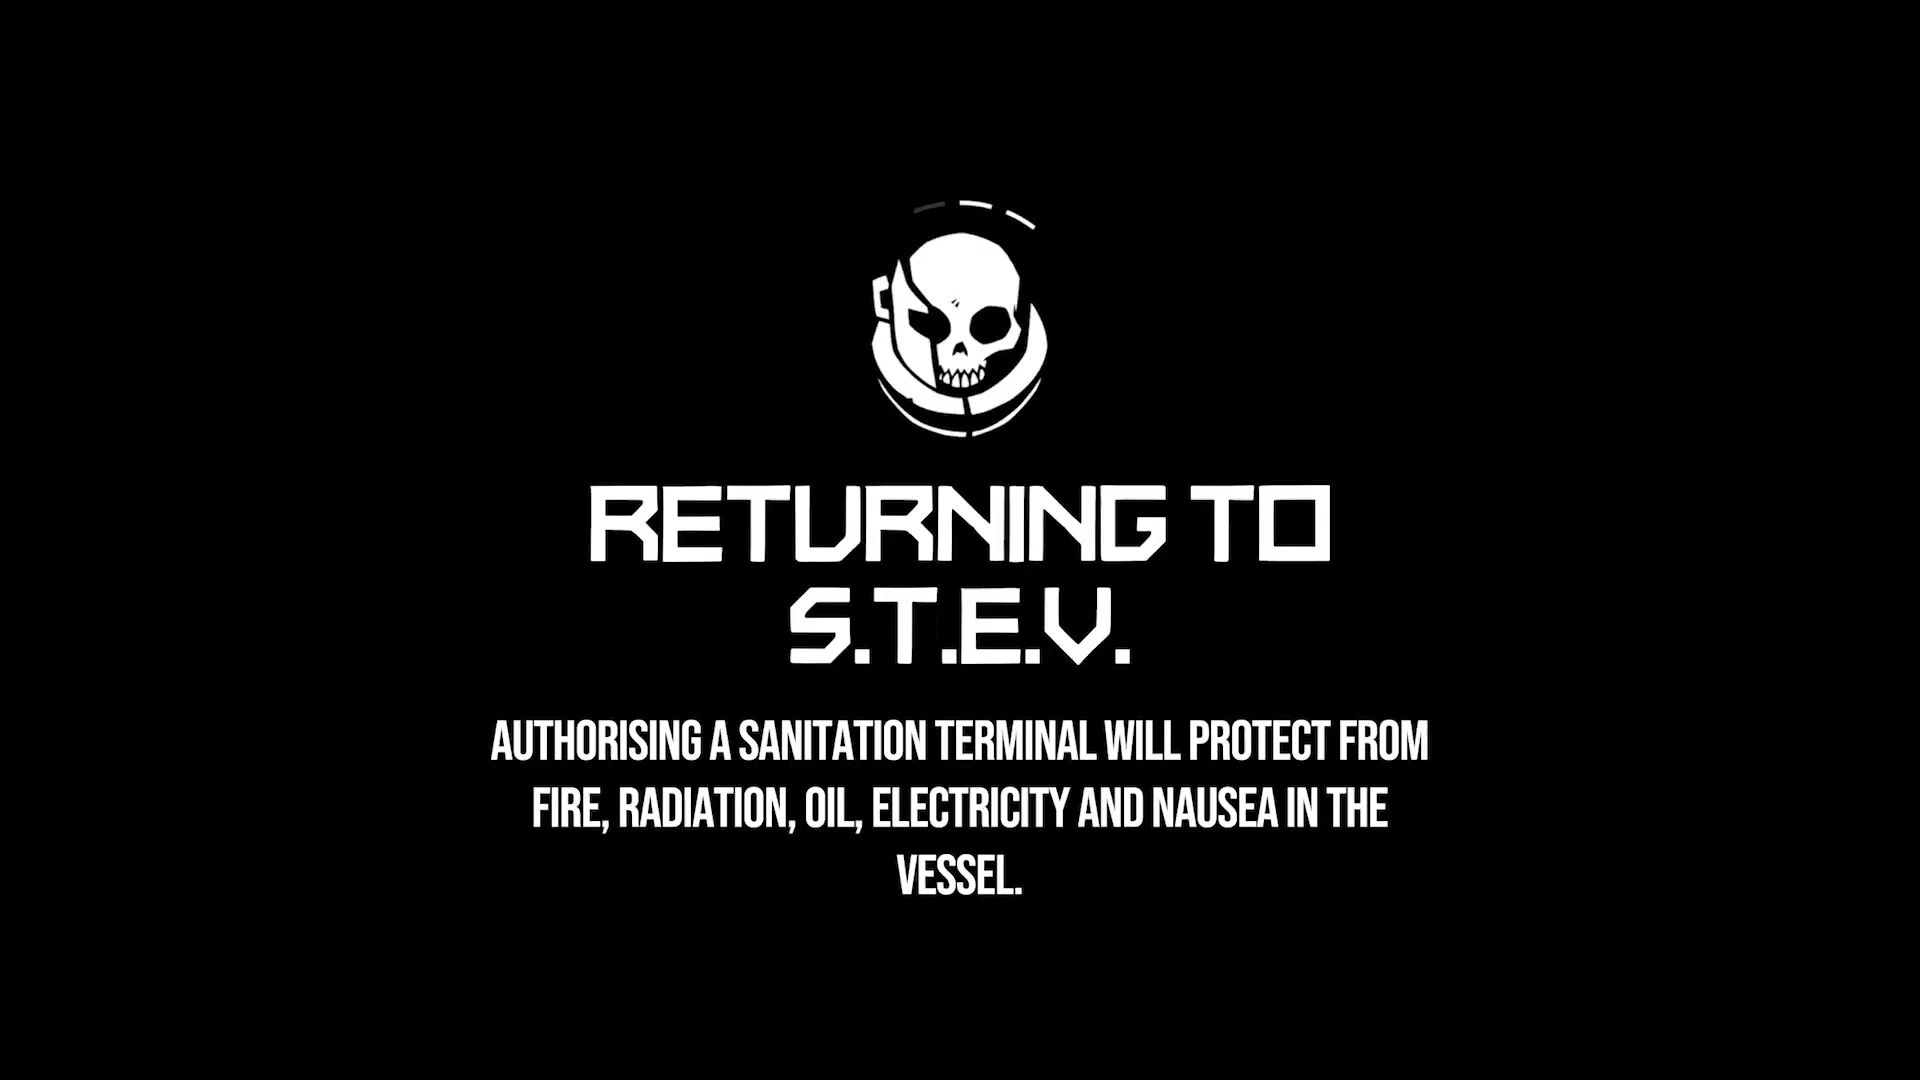 RETURNING TO
S.T.E.V.
AUTHORISING A SANITATION TERMINAL WILL PROTECT FROM
FIRE, RADIATION, OIL, ELECTRICITY AND NAUSEA IN THE
VESSEL.